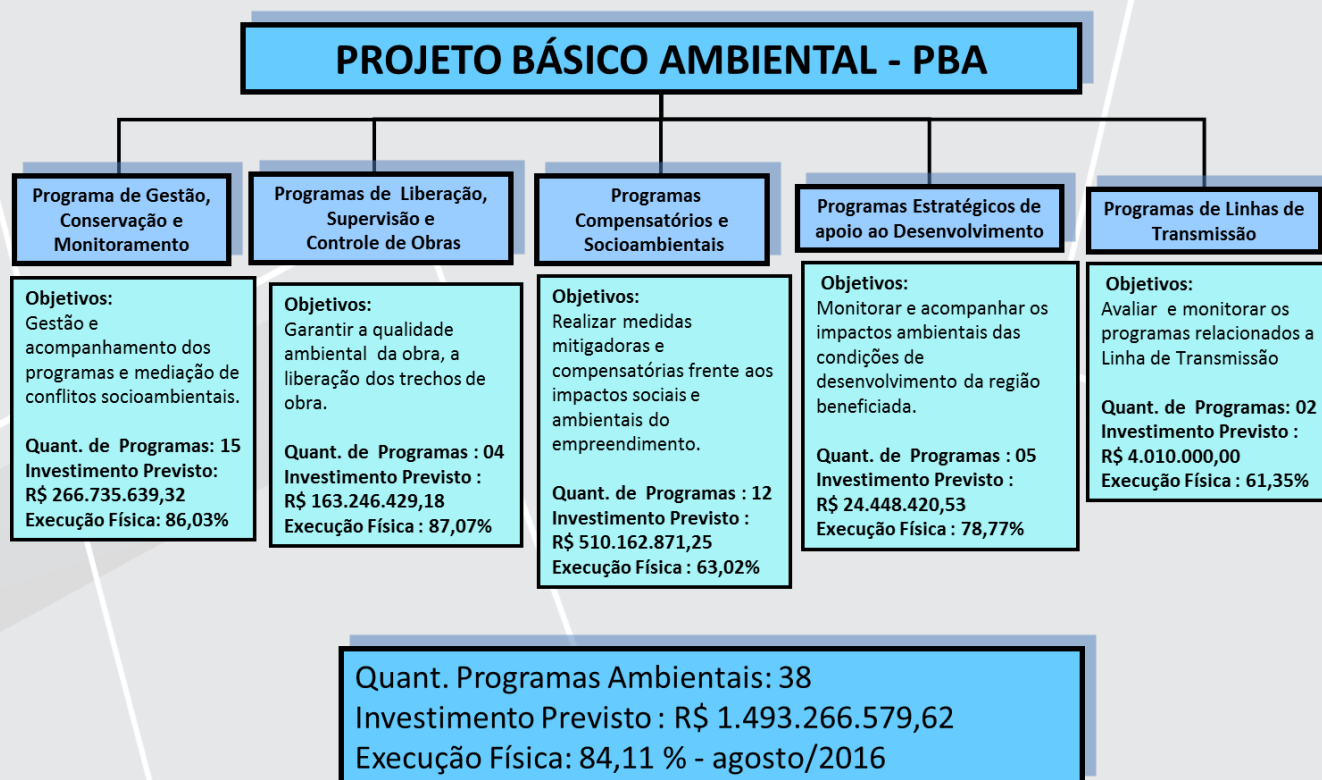 PROJETO BÁSICO AMBIENTAL - PBA
Programa de Gestão,
Conservação e
Monitoramento
Objetivos:
Gestão e
acompanhamento dos
programas e mediação de
conflitos socioambientais.
Quant. de Programas: 15
Investimento Previsto:
R$ 266.735.639,32
Execução Física: 86,03%
Programas de Liberação,
Supervisão e
Controle de Obras
Objetivos:
Garantir a qualidade
ambiental da obra, a
liberação dos trechos de
obra.
Quant. de Programas : 04
Investimento Previsto :
R$ 163.246.429,18
Execução Física : 87,07%
Programas
Compensatórios e
Socioambientais
Objetivos:
Realizar medidas
mitigadoras e
compensatórias frente aos
impactos sociais e
ambientais do
empreendimento.
Quant. de Programas : 12
Investimento Previsto :
R$ 510.162.871,25
Execução Física : 63,02%
Programas Estratégicos de
apoio ao Desenvolvimento
Objetivos:
Monitorar e acompanhar os
impactos ambientais das
condições de
desenvolvimento da região
beneficiada.
Quant. de Programas : 05
Investimento Previsto :
R$ 24.448.420,53
Execução Física : 78,77%
Programas de Linhas de
Transmissão
Objetivos:
Avaliar e monitorar os
programas relacionados a
Linha de Transmissão
Quant. de Programas: 02
Investimento Previsto :
R$ 4.010.000,00
Execução Física : 61,35%
Quant. Programas Ambientais: 38
Investimento Previsto : R$ 1.493.266.579,62
Execução Física: 84,11 % - agosto/2016